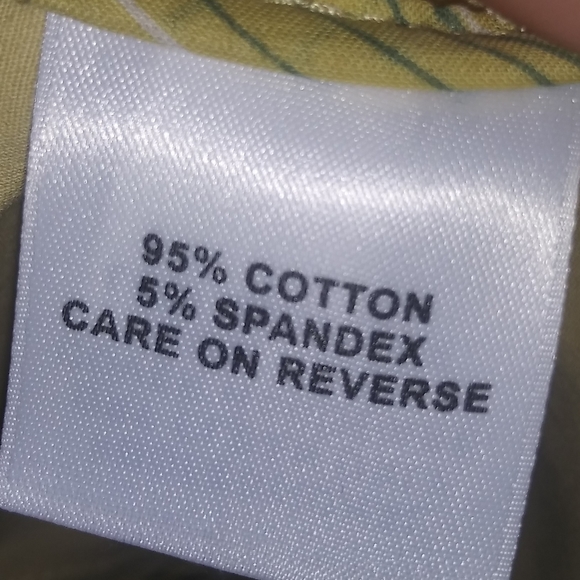 95% COTTON
5% SPANDEX
CARE ON REVERSE